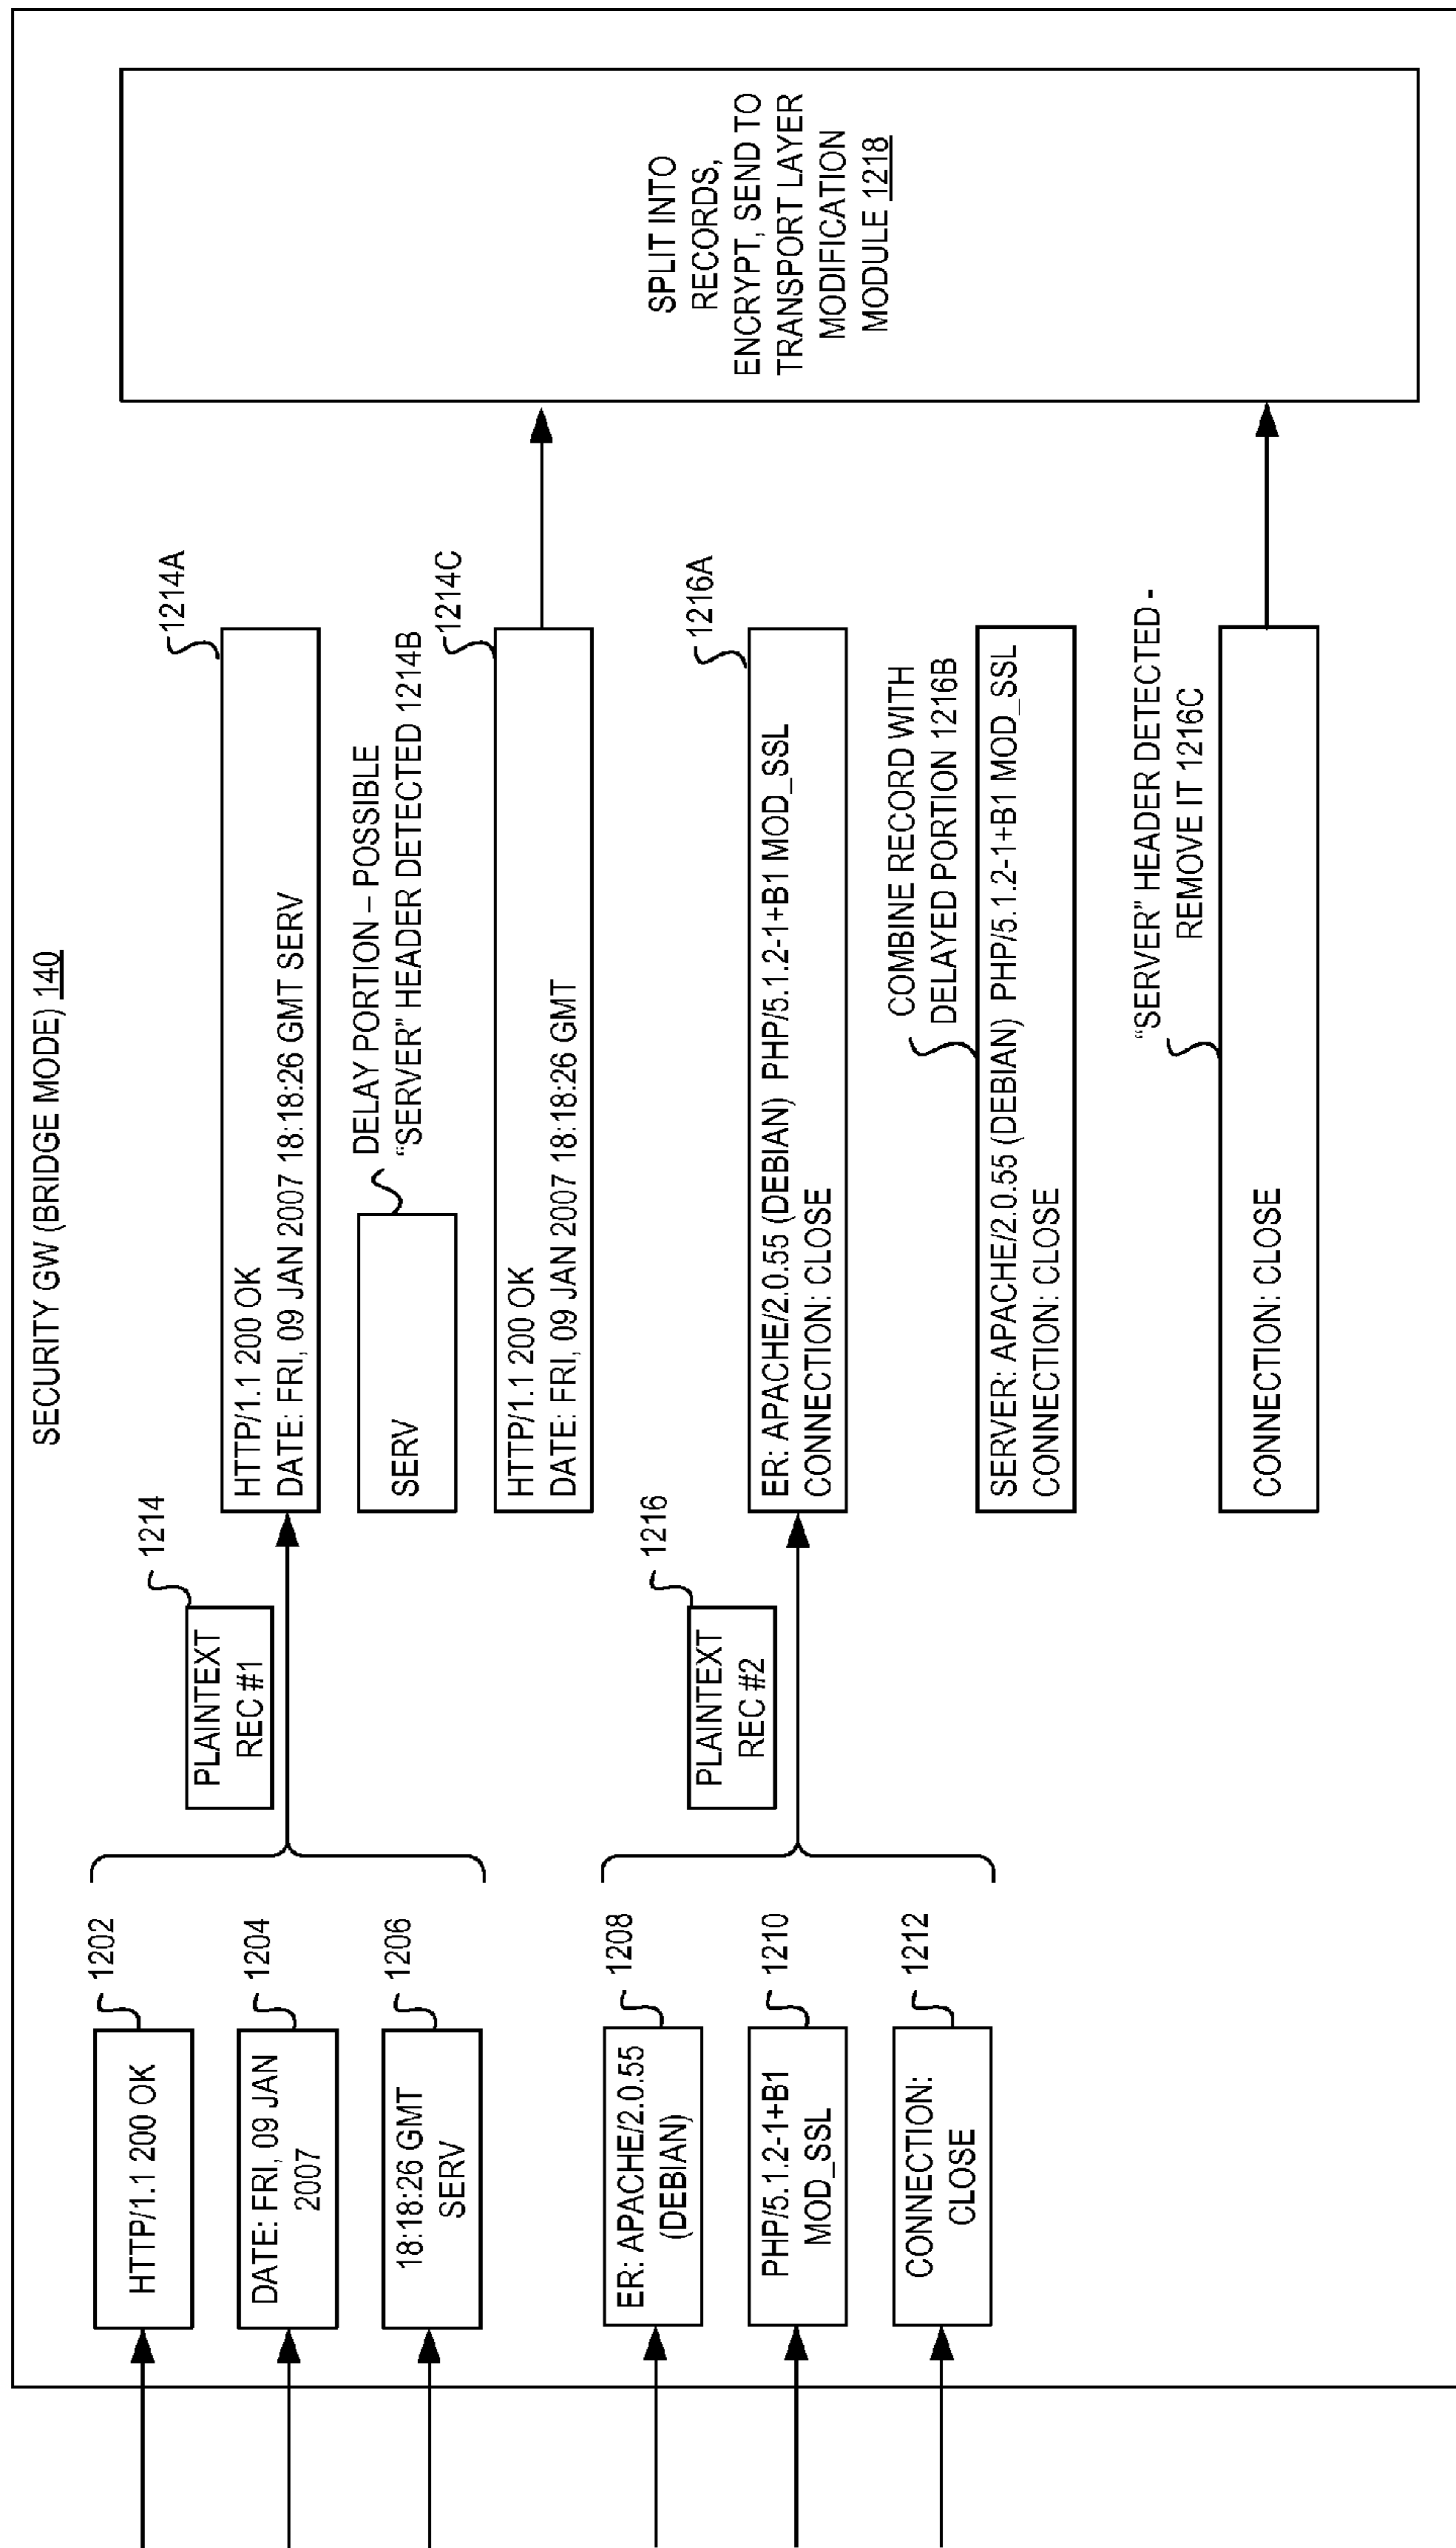 SECURITY GW (BRIDGE MODE) 140
HTTP/1.1 200 OK
1202
DATE: FRI, 09 JAN
2007
1204
18:18:26 GMT
SERV
1206
PLAINTEXT
REC #1
1214
HTTP/1.1 200 OK
DATE: FRI, 09 JAN 2007 18:18:26 GMT SERV
1214A
SERV
DELAY PORTION – POSSIBLE
“SERVER” HEADER DETECTED 1214B
HTTP/1.1 200 OK
DATE: FRI, 09 JAN 2007 18:18:26 GMT
1214C
ER: APACHE/2.0.55
(DEBIAN)
1208
PHP/5.1.2-1+B1
MOD_SSL
1210
CONNECTION:
CLOSE
1212
PLAINTEXT
REC #2
1216
ER: APACHE/2.0.55 (DEBIAN) PHP/5.1.2-1+B1 MOD_SSL
CONNECTION: CLOSE
1216A
COMBINE RECORD WITH
DELAYED PORTION 1216B
SERVER: APACHE/2.0.55 (DEBIAN) PHP/5.1.2-1+B1 MOD_SSL
CONNECTION: CLOSE
“SERVER” HEADER DETECTED -
REMOVE IT 1216C
CONNECTION: CLOSE
SPLIT INTO
RECORDS,
ENCRYPT, SEND TO
TRANSPORT LAYER
MODIFICATION
MODULE 1218